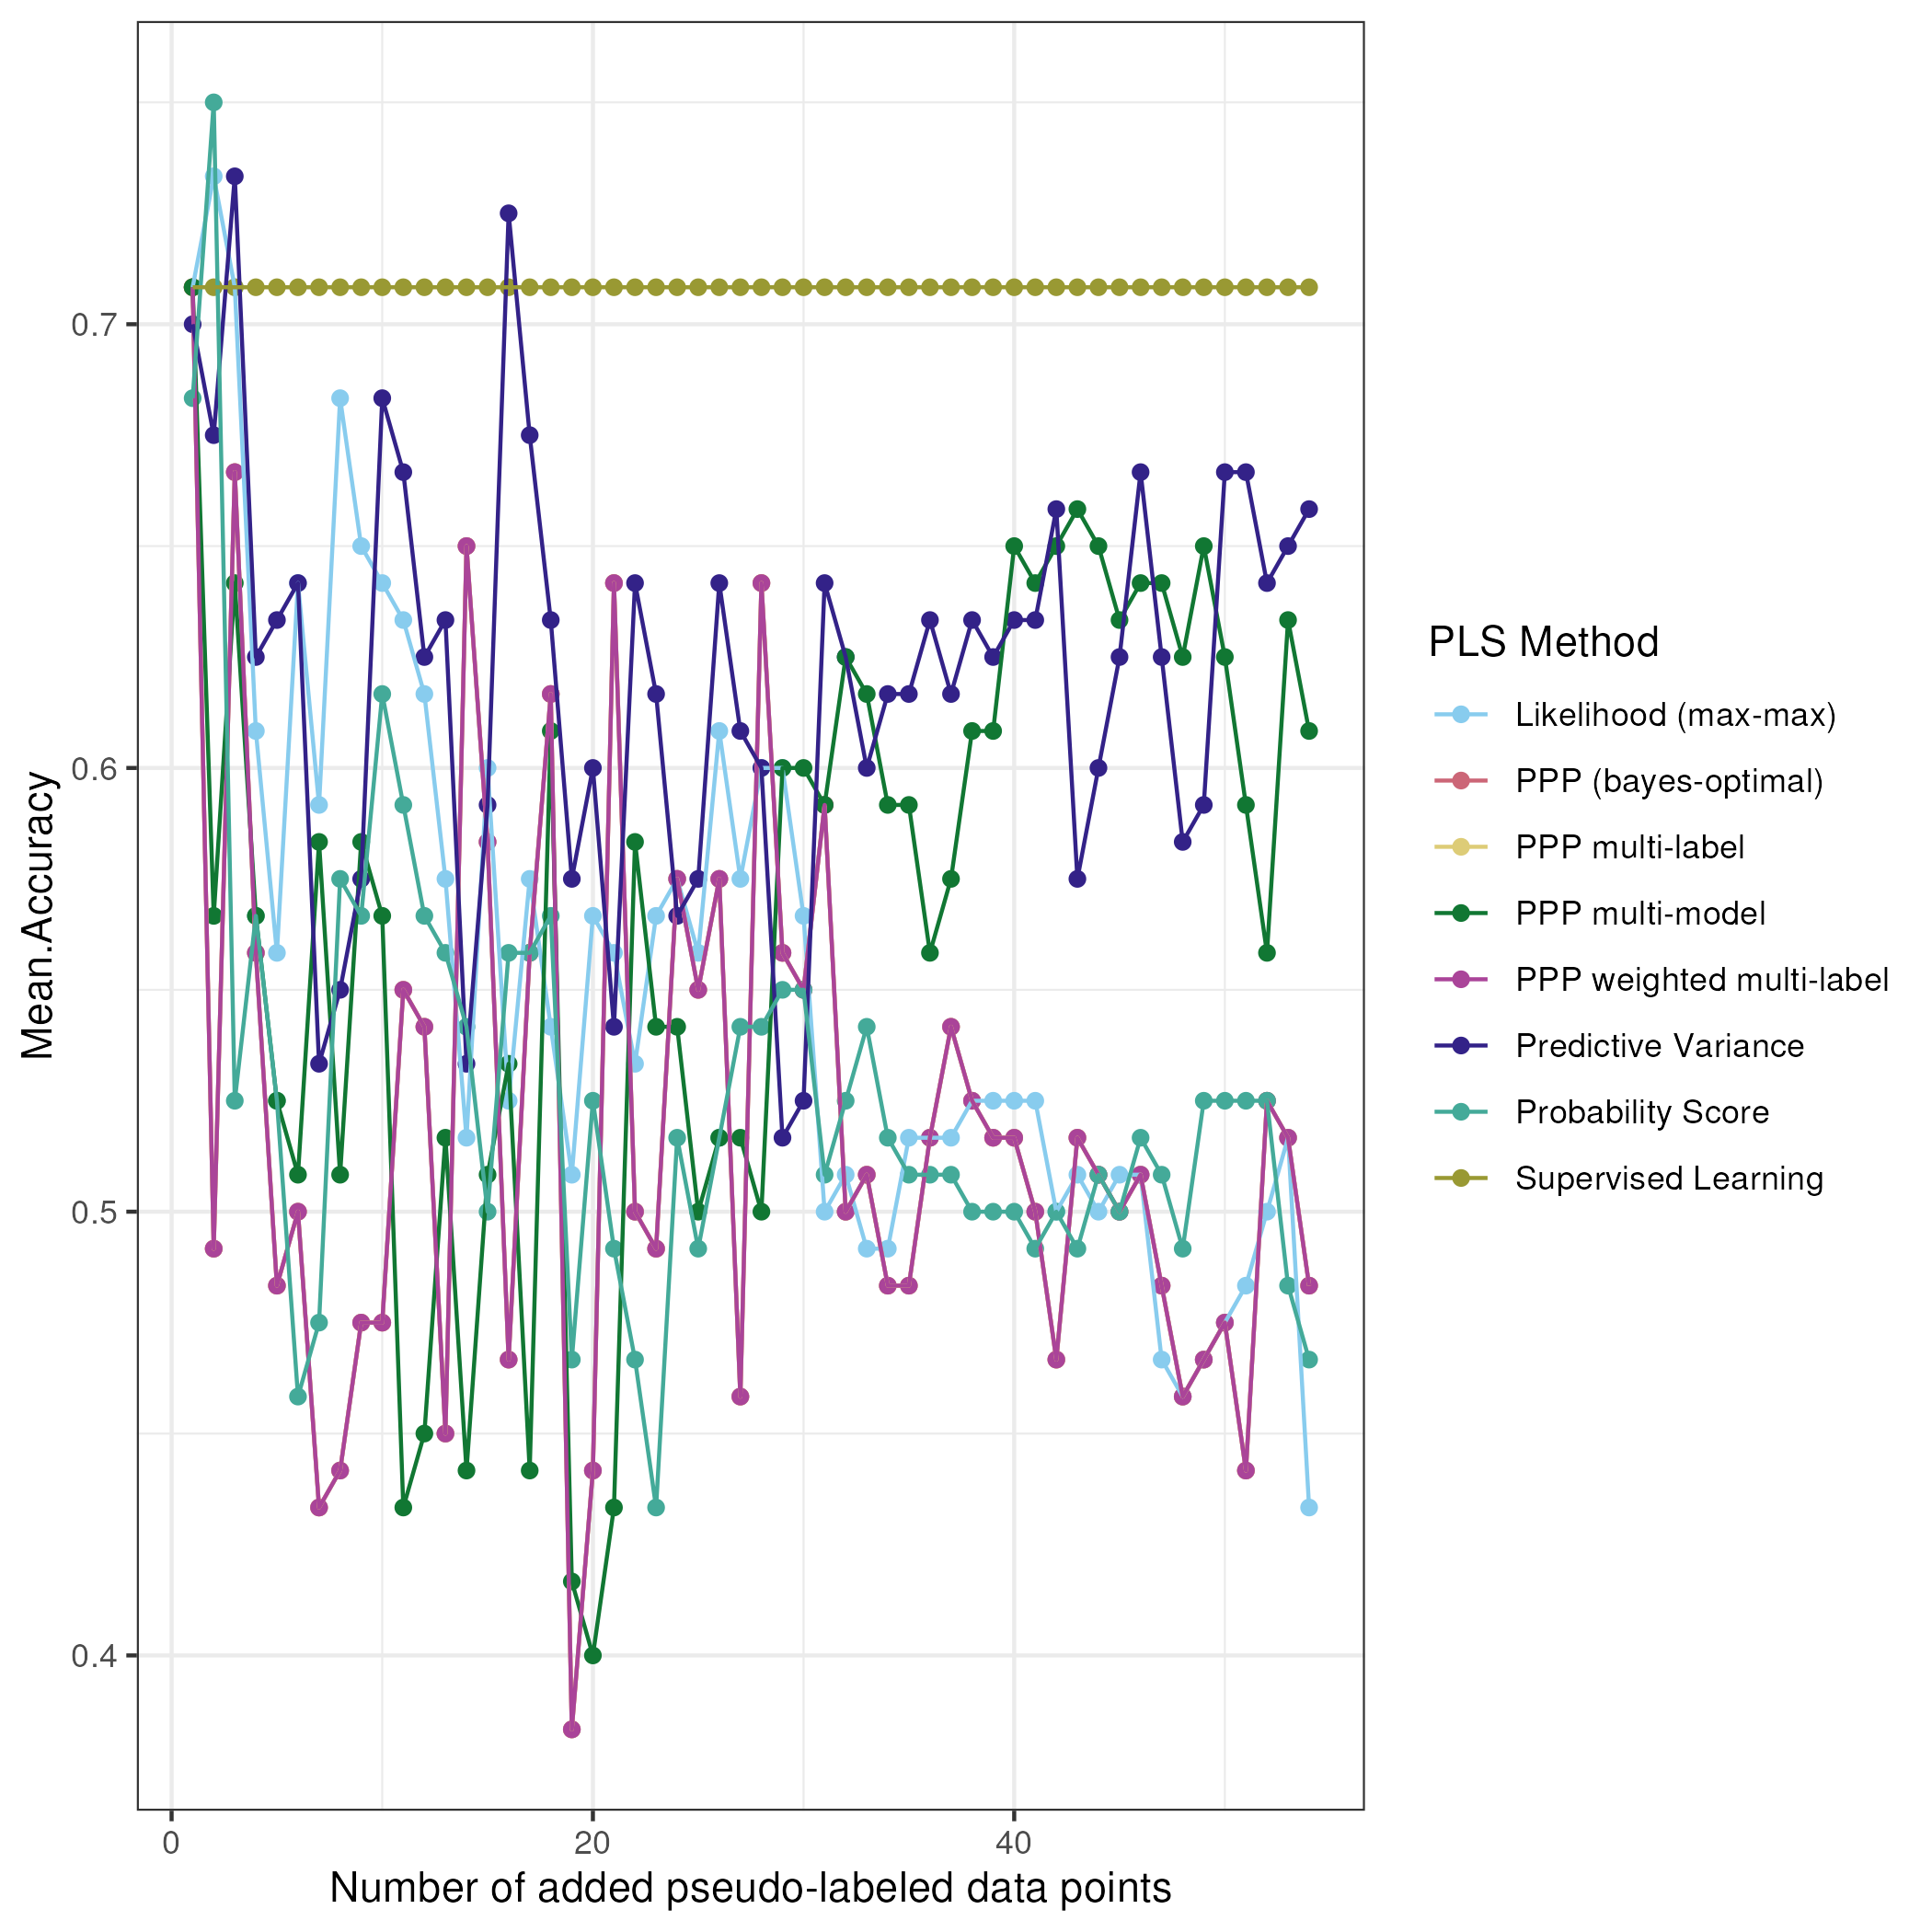 0.7
0.6
0.5
0.4
Mean.Accuracy
0
20
40
Number of added pseudo-labeled data points
PLS Method
Likelihood (max-max)
PPP (bayes-optimal)
PPP multi-label
PPP multi-model
PPP weighted multi-label
Predictive Variance
Probability Score
Supervised Learning